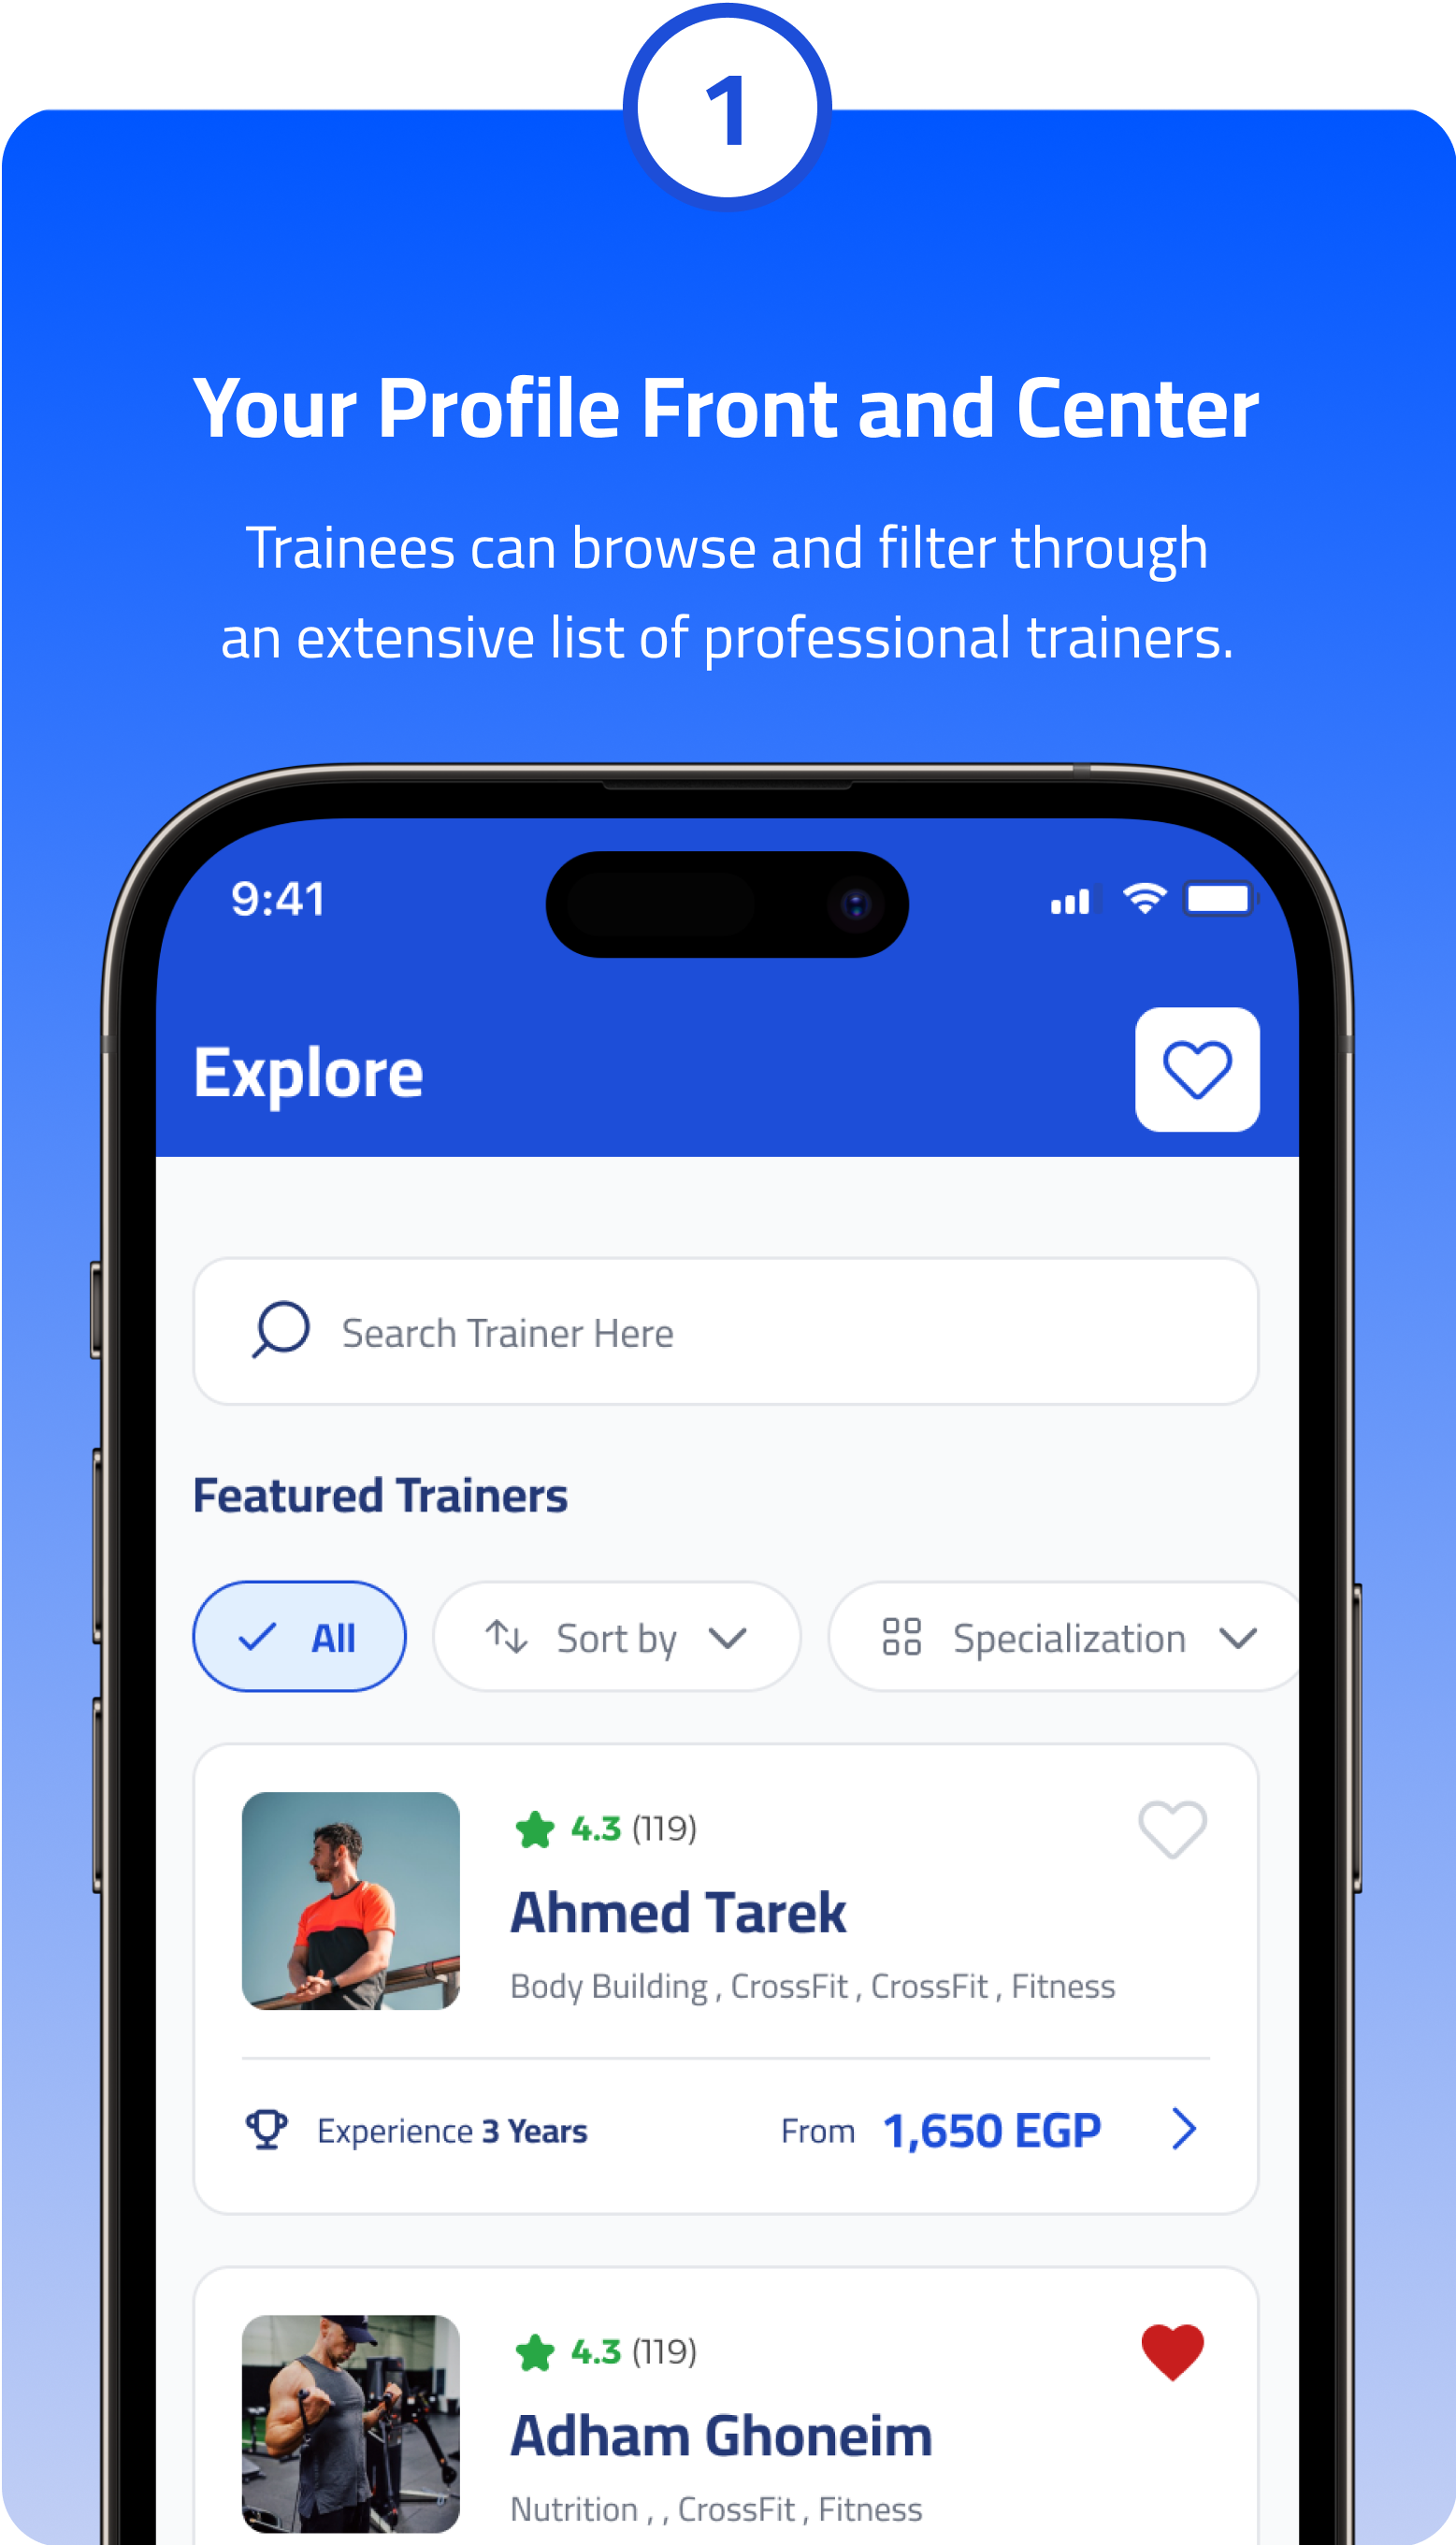 1
Your Profile Front and Center
Trainees can browse and filter through
an extensive list of professional trainers.
9:41
Explore
Search Trainer Here
Featured Trainers
All Sort by Specialization
4.3 (119)
Ahmed Tarek
Body Building , CrossFit , CrossFit , Fitness
Experience 3 Years From 1,650 EGP
4.3 (119)
Adham Ghoneim
Nutrition , , CrossFit , Fitness